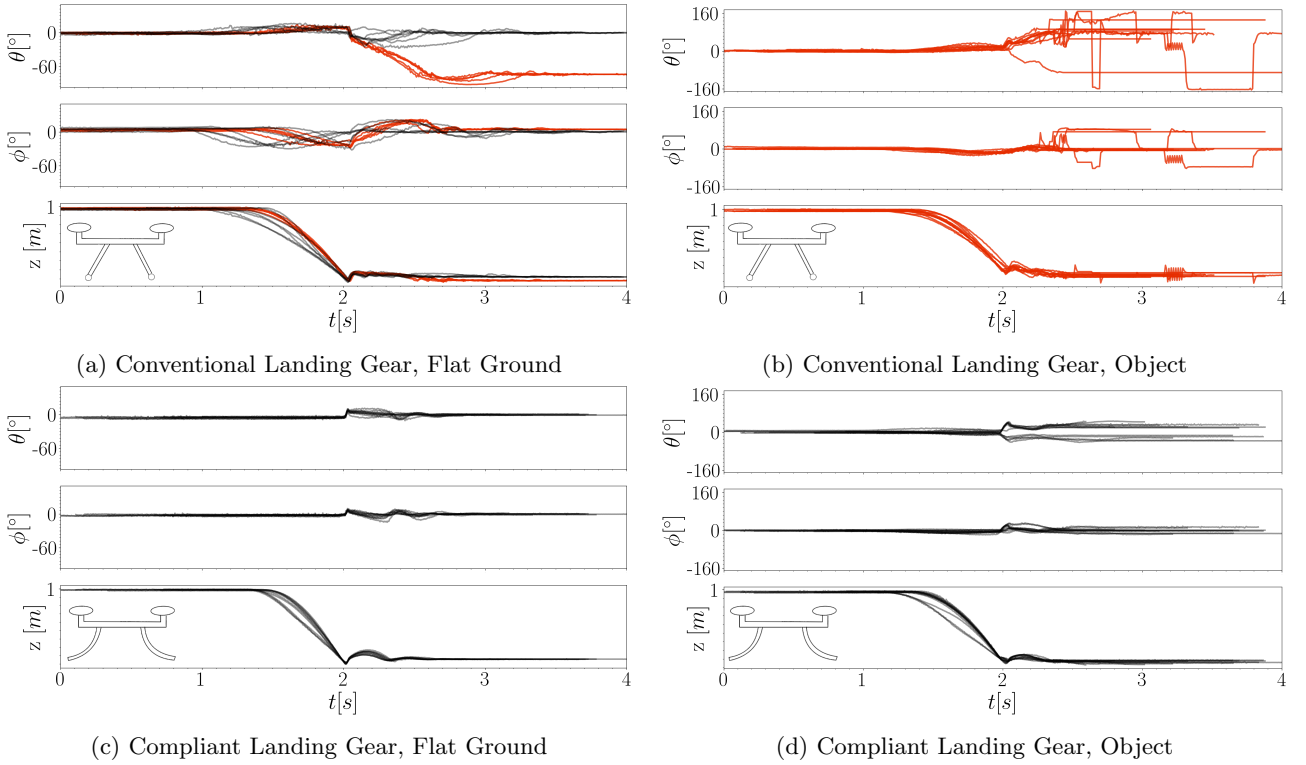 0
-60
θ[°]
0
-60
ϕ[°]
1
z [m]
0 1 2 3 4
t[s]
(a) Conventional Landing Gear, Flat Ground
160
0
-160
θ[°]
160
0
-160
ϕ[°]
1
z [m]
0 1 2 3 4
t[s]
(b) Conventional Landing Gear, Object
0
-60
θ[°]
0
-60
ϕ[°]
1
z [m]
0 1 2 3 4
t[s]
(c) Compliant Landing Gear, Flat Ground
160
0
-160
θ[°]
160
0
-160
ϕ[°]
1
z [m]
0 1 2 3 4
t[s]
(d) Compliant Landing Gear, Object